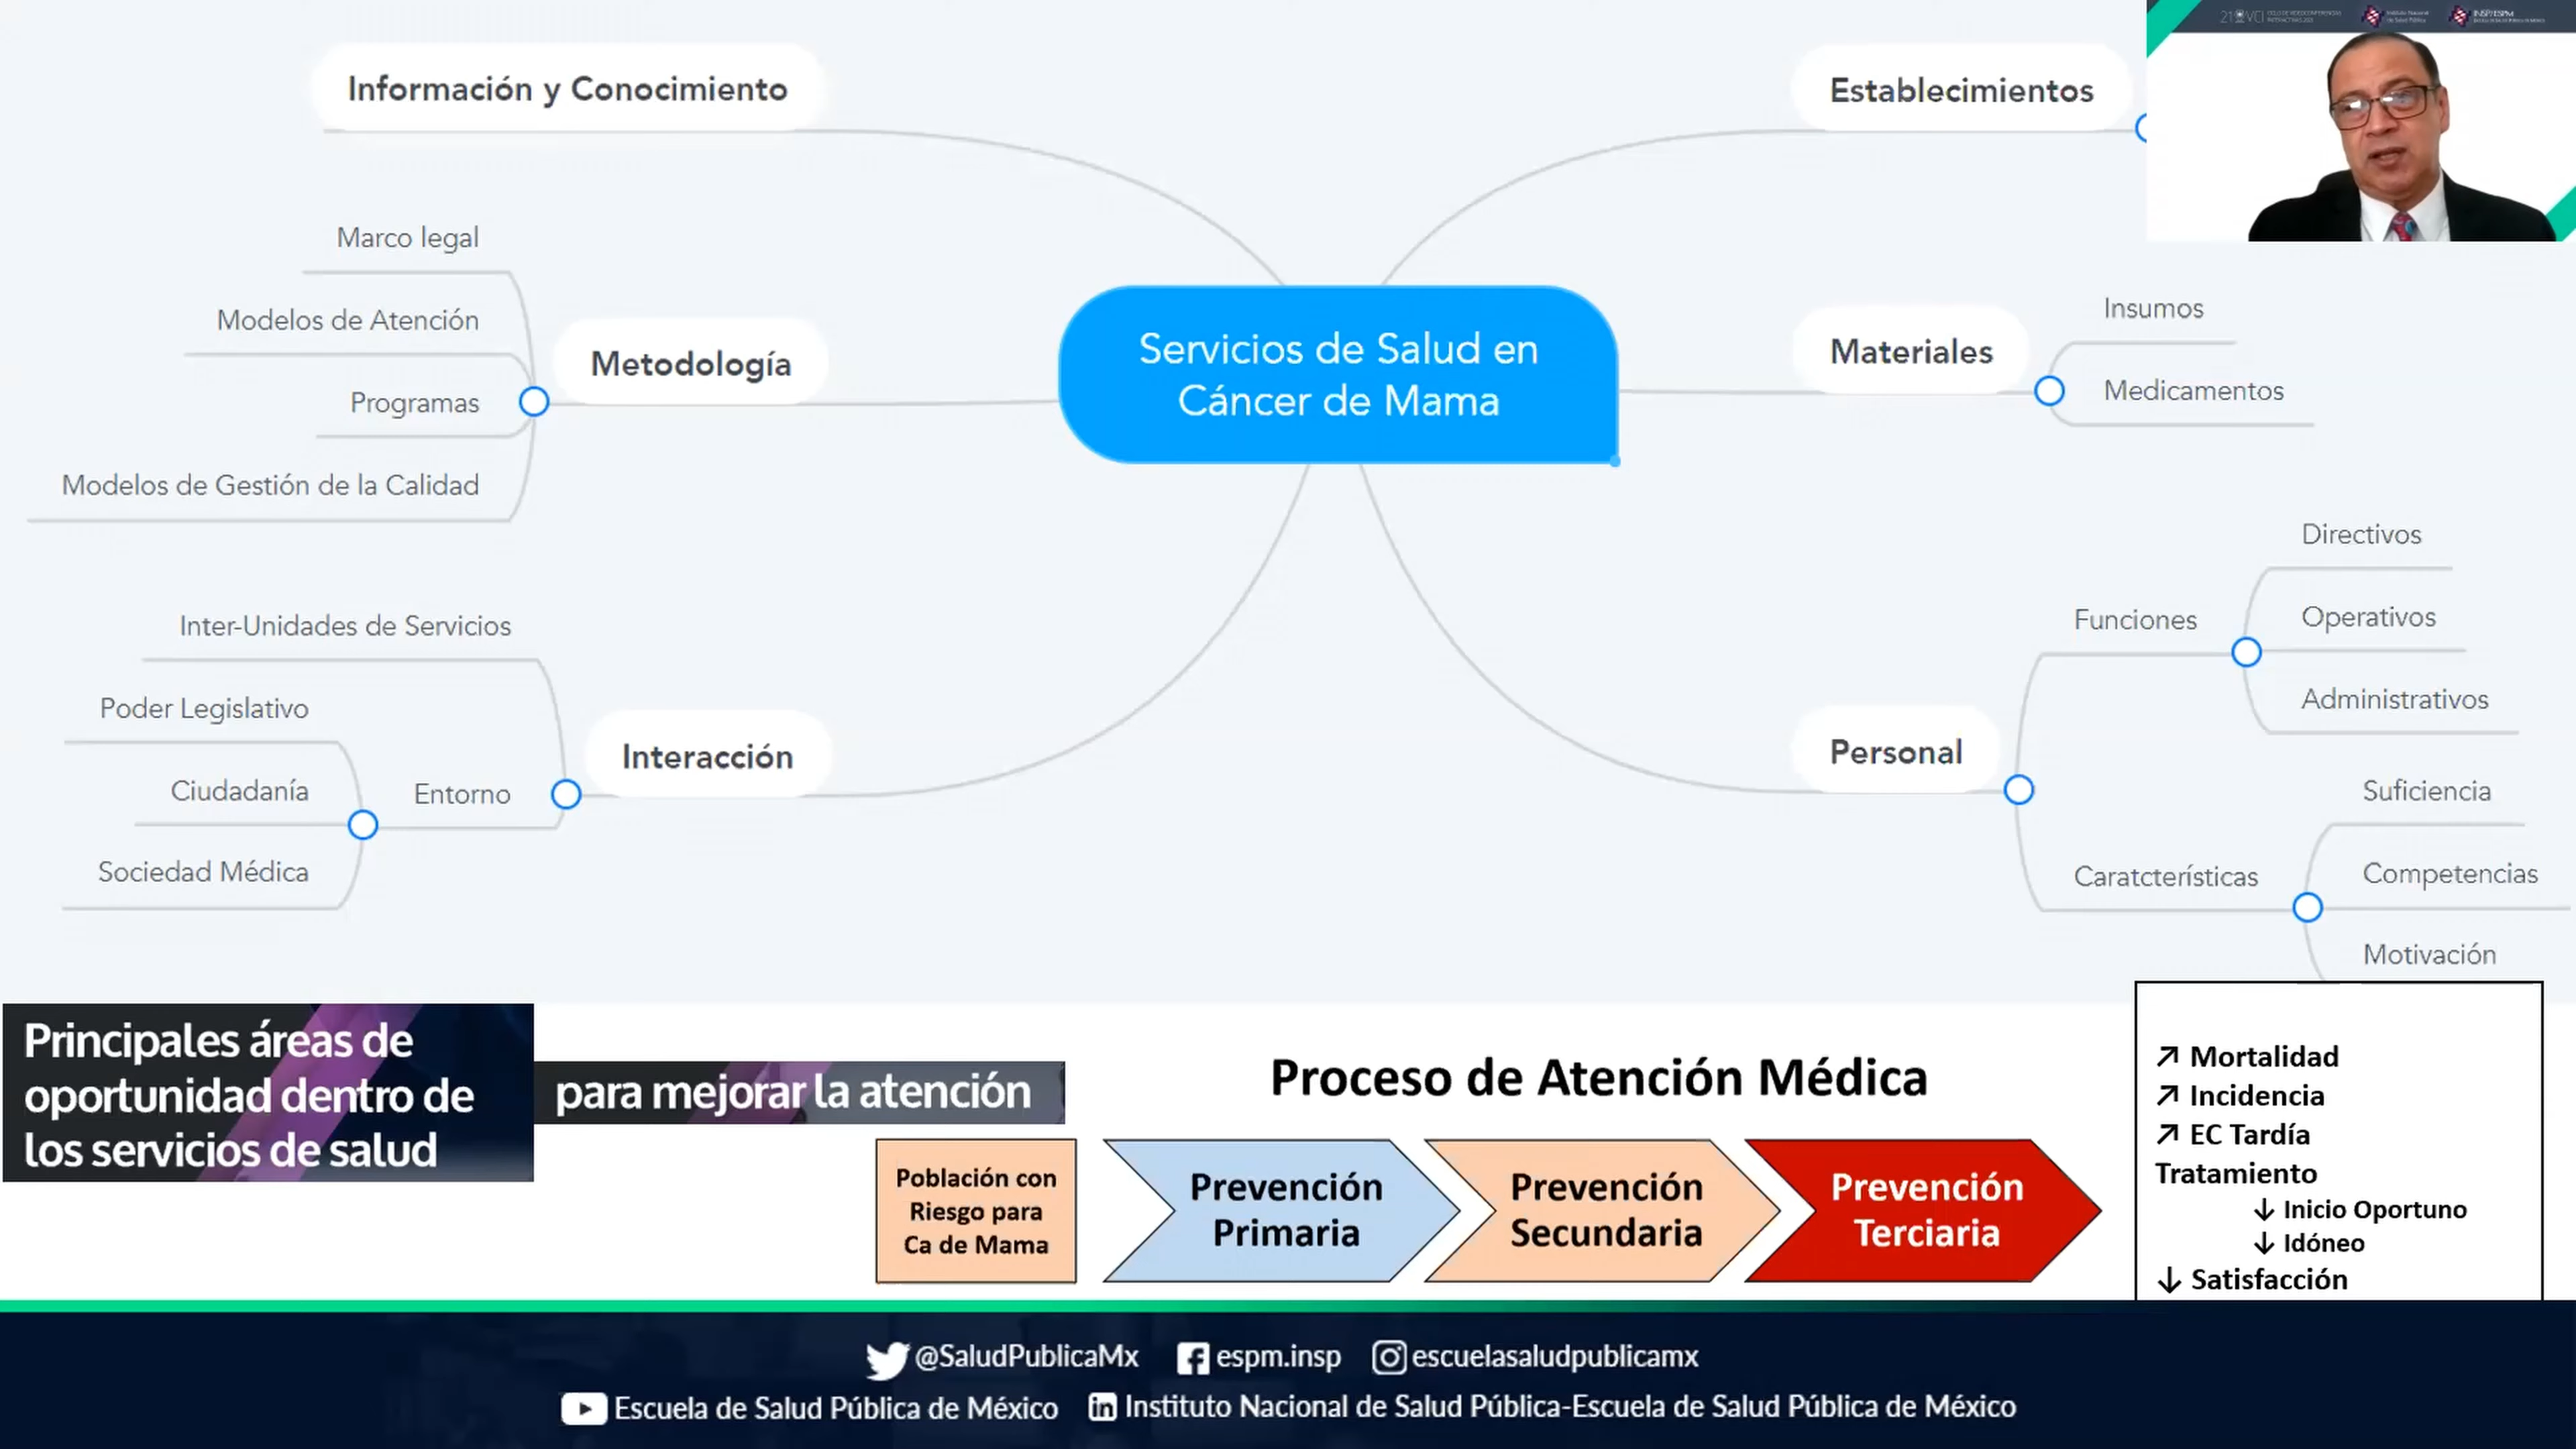 Información y Conocimiento
Establecimientos
Marco legal
Modelos de Atención
Programas
Modelos de Gestión de la Calidad
Metodología
Servicios de Salud en
Cáncer de Mama
Materiales
Insumos
Medicamentos
Inter-Unidades de Servicios
Poder Legislativo
Ciudadanía
Sociedad Médica
Entorno
Interacción
Personal
Funciones
Directivos
Operativos
Administrativos
Caratcterísticas
Suficiencia
Competencias
Motivación
Principales áreas de
oportunidad dentro de
los servicios de salud
para mejorar la atención
Proceso de Atención Médica
Población con
Riesgo para
Ca de Mama
Prevención
Primaria
Prevención
Secundaria
Prevención
Terciaria
↗ Mortalidad
↗ Incidencia
↗ EC Tardía
Tratamiento
↓ Inicio Oportuno
↓ Idóneo
↓ Satisfacción
@SaludPublicaMx espm.insp escuelasaludpublicamx
Escuela de Salud Pública de México Instituto Nacional de Salud Pública-Escuela de Salud Pública de México